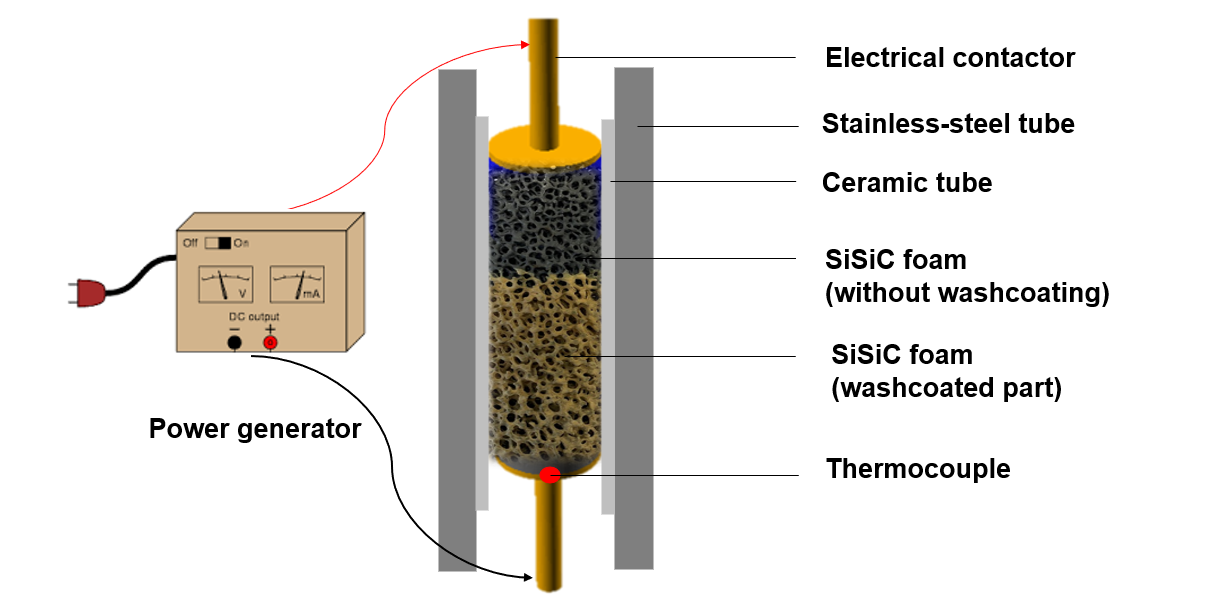 Electrical contactor
Stainless-steel tube
Ceramic tube
SiSiC foam
(without washcoating)
SiSiC foam
(washcoated part)
Thermocouple
Off On
V
mA
DC output
− +
Power generator